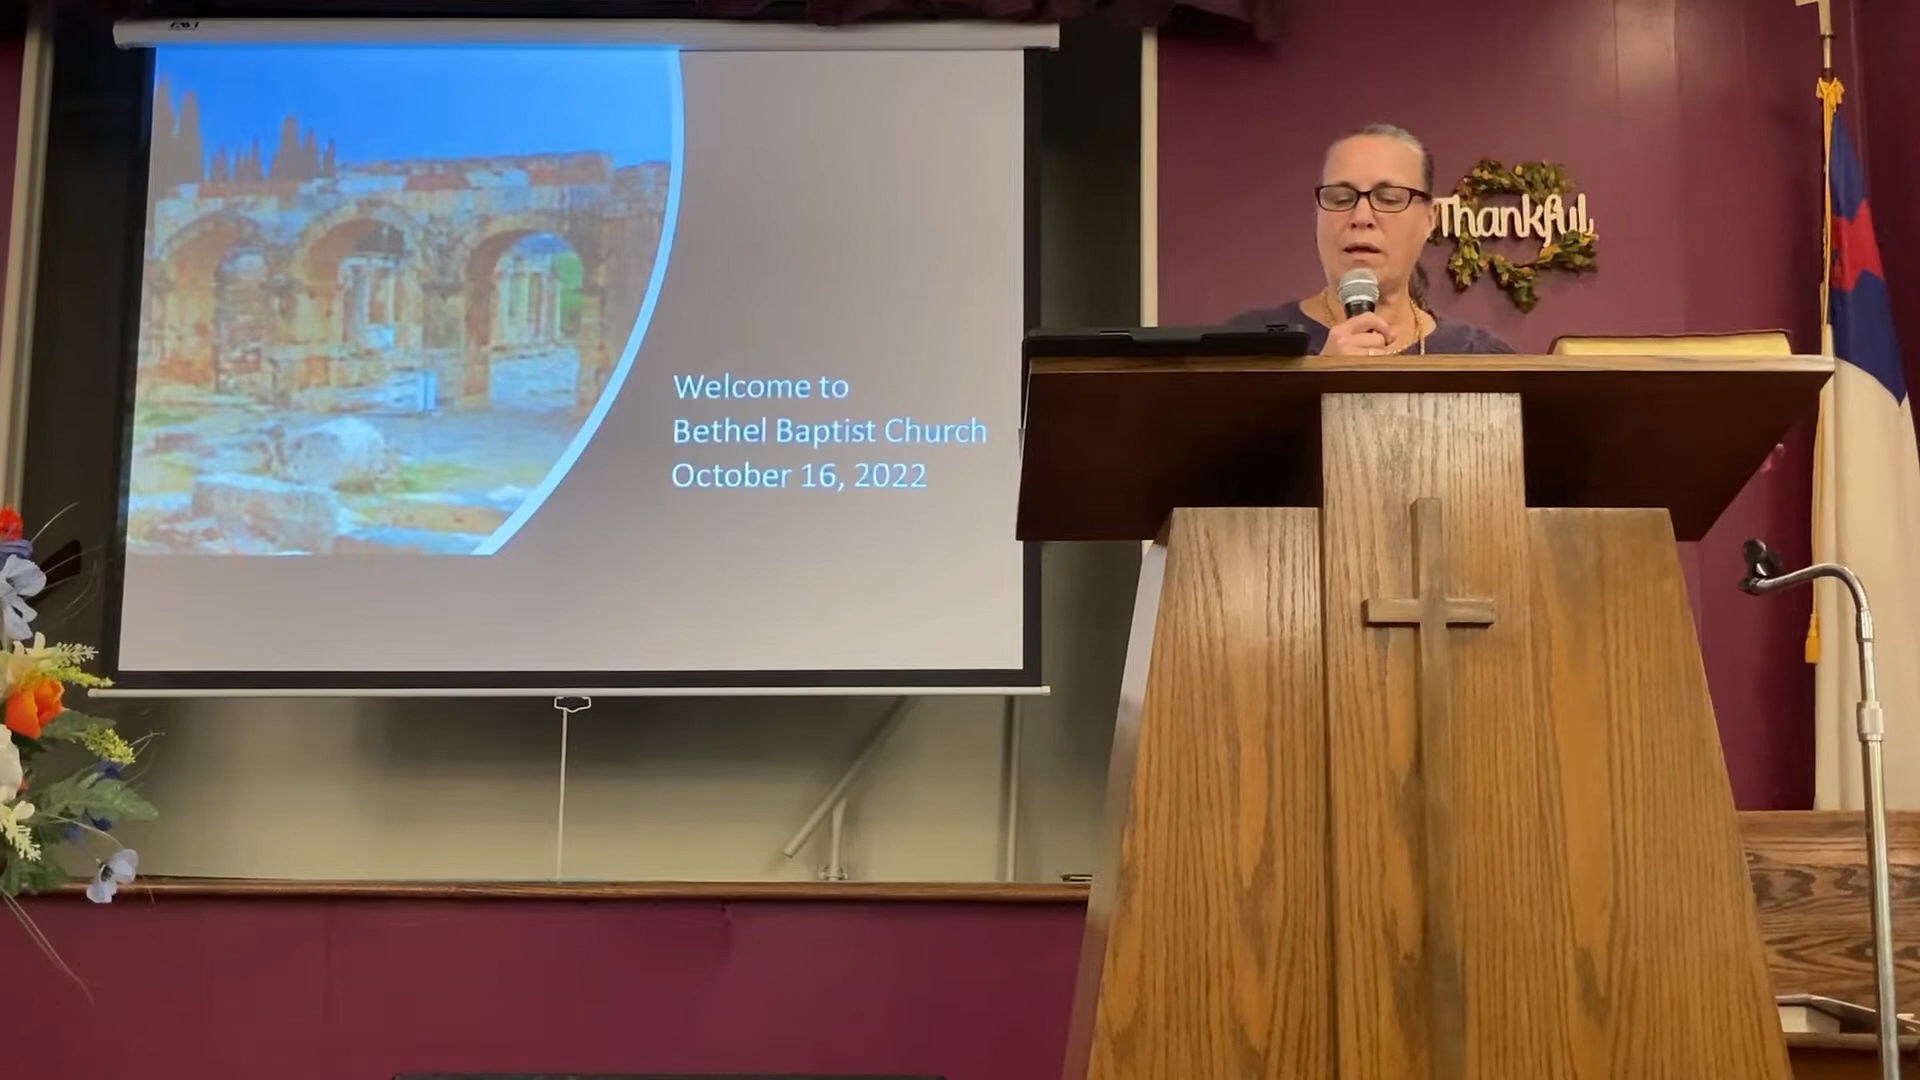 Welcome to
Bethel Baptist Church
October 16, 2022
Thankful